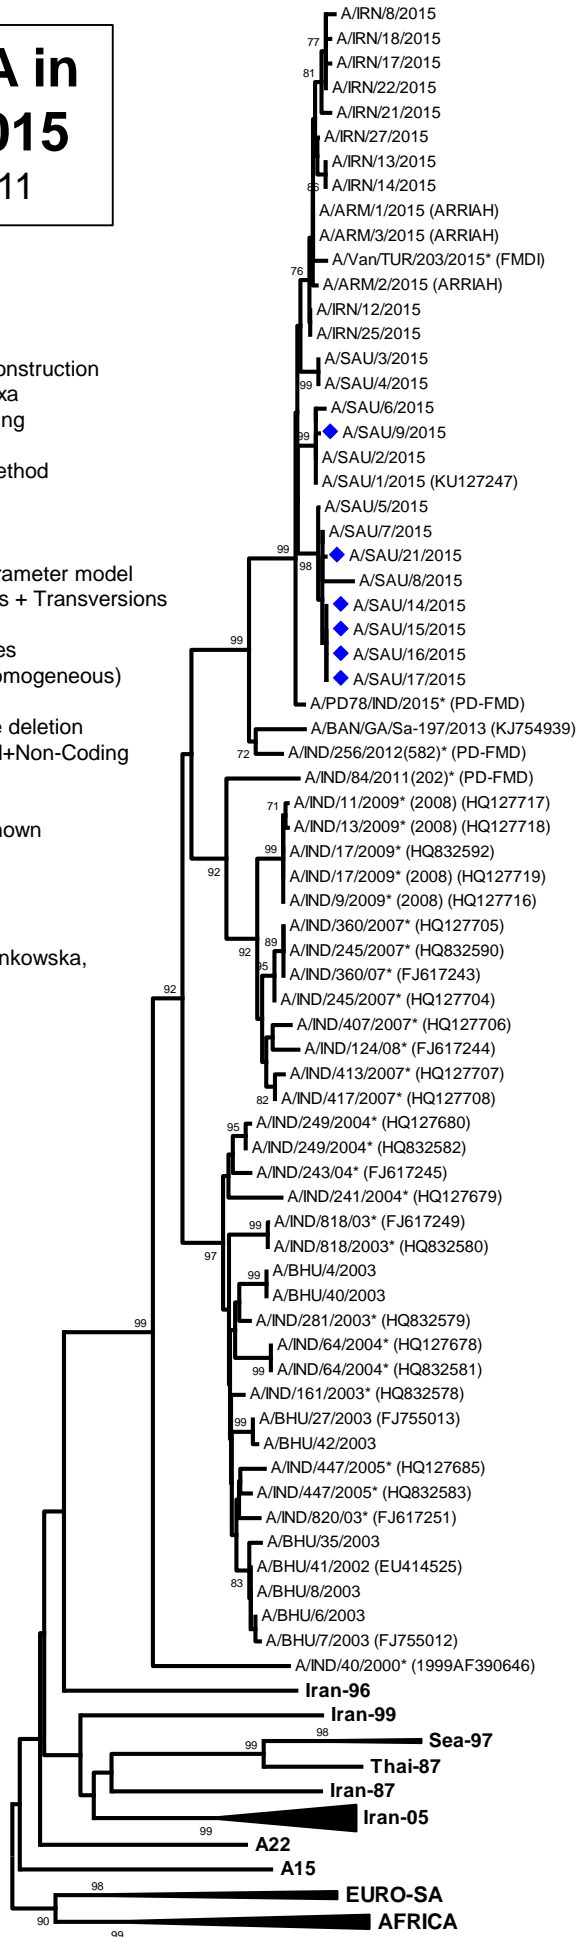 A in
015
11
onstruction
xa
ng
ethod
rameter model
s + Transversions
es
omogeneous)
e deletion
l+Non-Coding
nown
nkowska,
A/IRN/8/2015
77
A/IRN/18/2015
A/IRN/17/2015
81
A/IRN/22/2015
A/IRN/21/2015
A/IRN/27/2015
A/IRN/13/2015
A/IRN/14/2015
86
A/ARM/1/2015 (ARRIAH)
A/ARM/3/2015 (ARRIAH)
A/Van/TUR/203/2015* (FMDI)
76
A/ARM/2/2015 (ARRIAH)
A/IRN/12/2015
A/IRN/25/2015
A/SAU/3/2015
99
A/SAU/4/2015
A/SAU/6/2015
99
A/SAU/9/2015
A/SAU/2/2015
A/SAU/1/2015 (KU127247)
A/SAU/5/2015
A/SAU/7/2015
99
A/SAU/21/2015
98
A/SAU/8/2015
A/SAU/14/2015
A/SAU/15/2015
99
A/SAU/16/2015
A/SAU/17/2015
A/PD78/IND/2015* (PD-FMD)
A/BAN/GA/Sa-197/2013 (KJ754939)
72
A/IND/256/2012(582)* (PD-FMD)
A/IND/84/2011(202)* (PD-FMD)
71
A/IND/11/2009* (2008) (HQ127717)
A/IND/13/2009* (2008) (HQ127718)
99
A/IND/17/2009* (HQ832592)
92
A/IND/17/2009* (2008) (HQ127719)
A/IND/9/2009* (2008) (HQ127716)
A/IND/360/2007* (HQ127705)
89
92
A/IND/245/2007* (HQ832590)
95
A/IND/360/07* (FJ617243)
92
A/IND/245/2007* (HQ127704)
A/IND/407/2007* (HQ127706)
A/IND/124/08* (FJ617244)
A/IND/413/2007* (HQ127707)
82
A/IND/417/2007* (HQ127708)
95
A/IND/249/2004* (HQ127680)
A/IND/249/2004* (HQ832582)
A/IND/243/04* (FJ617245)
A/IND/241/2004* (HQ127679)
99
A/IND/818/03* (FJ617249)
97
A/IND/818/2003* (HQ832580)
99
A/BHU/4/2003
A/BHU/40/2003
99
A/IND/281/2003* (HQ832579)
A/IND/64/2004* (HQ127678)
99
A/IND/64/2004* (HQ832581)
A/IND/161/2003* (HQ832578)
99
A/BHU/27/2003 (FJ755013)
A/BHU/42/2003
A/IND/447/2005* (HQ127685)
A/IND/447/2005* (HQ832583)
A/IND/820/03* (FJ617251)
A/BHU/35/2003
A/BHU/41/2002 (EU414525)
83
A/BHU/8/2003
A/BHU/6/2003
A/BHU/7/2003 (FJ755012)
A/IND/40/2000* (1999AF390646)
Iran-96
Iran-99
98
99
Sea-97
Thai-87
Iran-87
Iran-05
99
A22
A15
98
EURO-SA
90
AFRICA
99